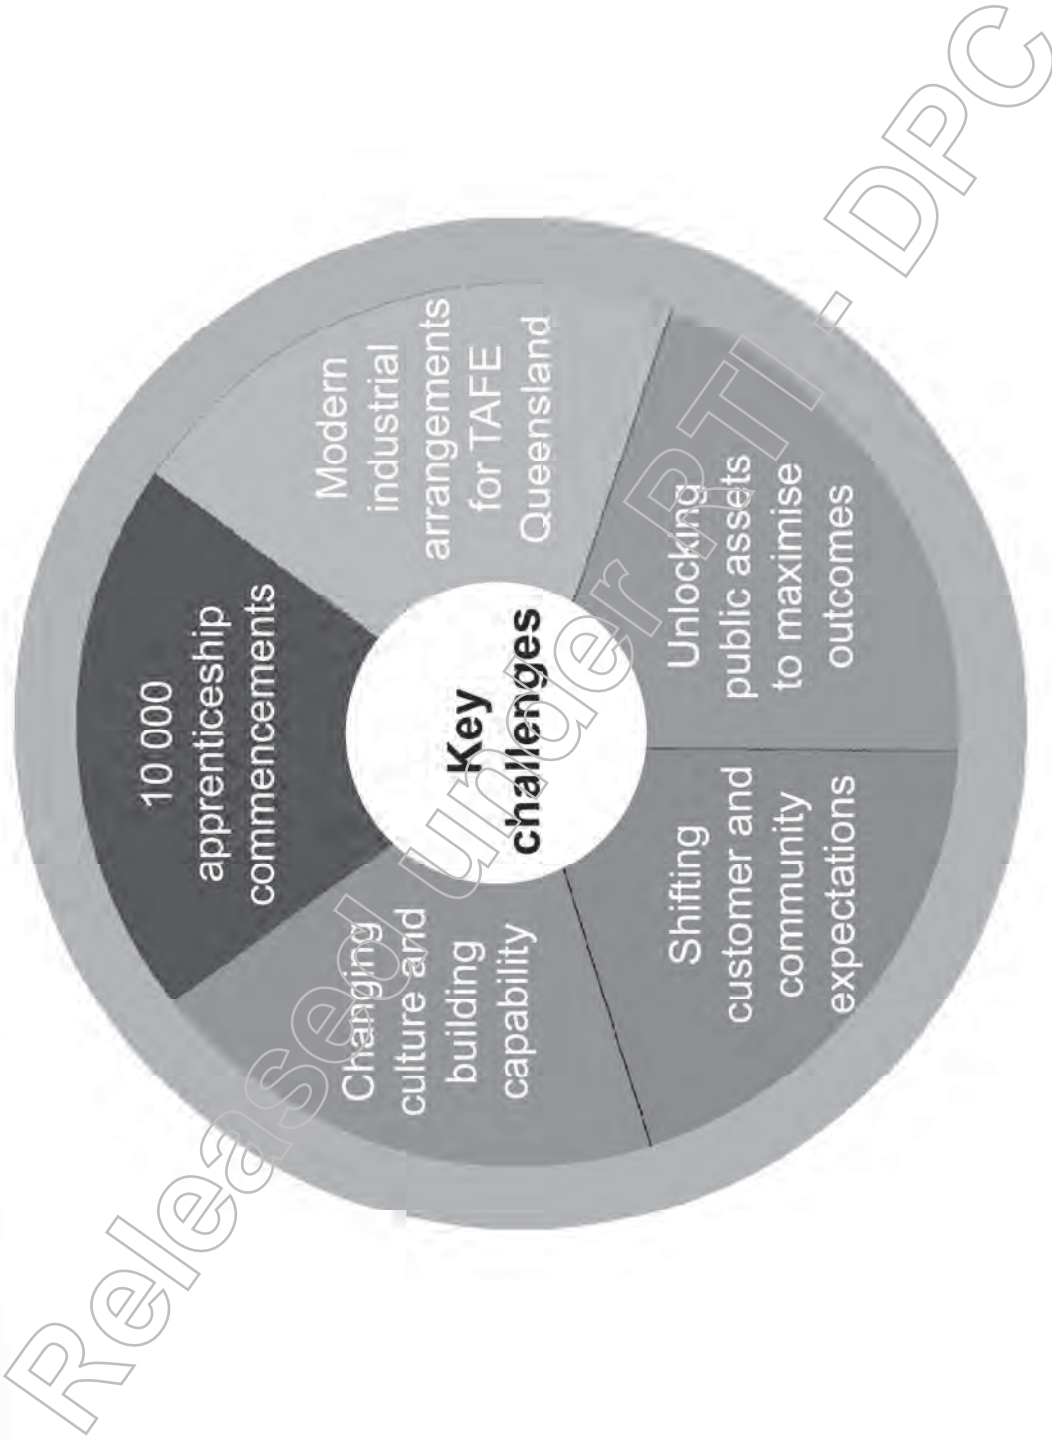 10 000
apprenticeship
commencements
Modern
industrial
arrangements
for TAFE
Queensland
Unlocking
public assets
to maximise
outcomes
Shifting
customer and
community
expectations
Changing
culture and
building
capability
Key
challenges
Released under RTI - DPC